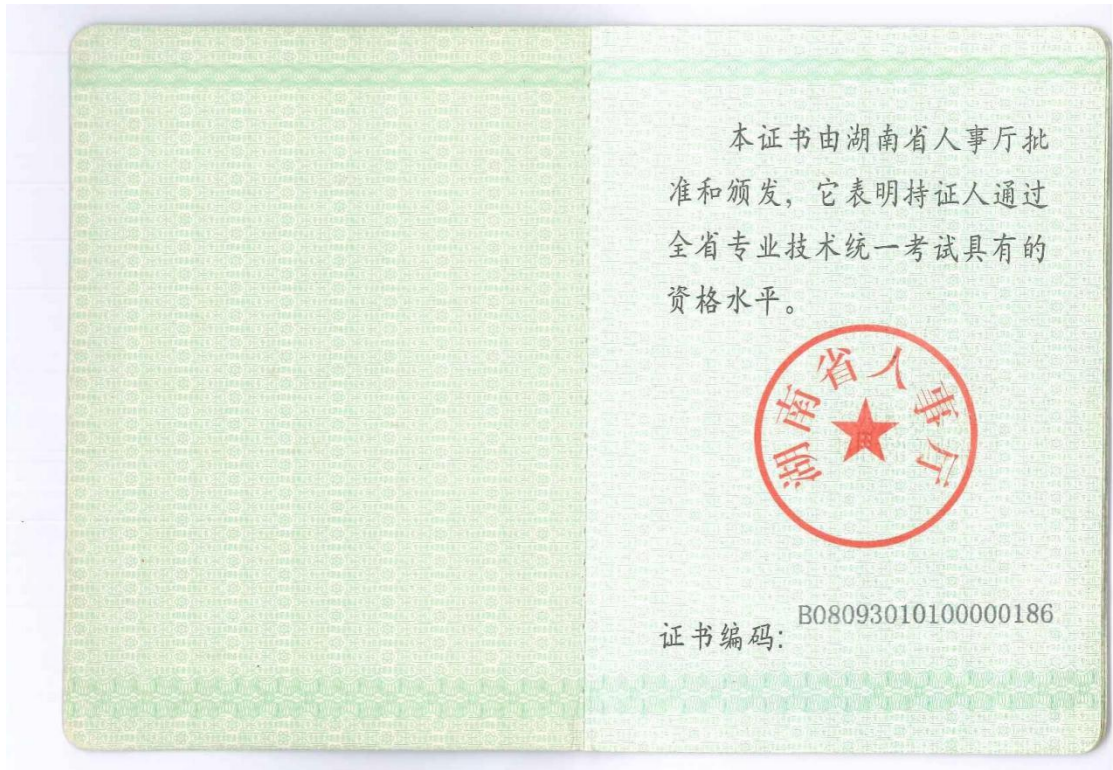 本证书由湖南省人事厅批
准和颁发，它表明持证人通过
全省专业技术统一考试具有的
资格水平。
湖南省人事厅
证书编码: B08093010100000186